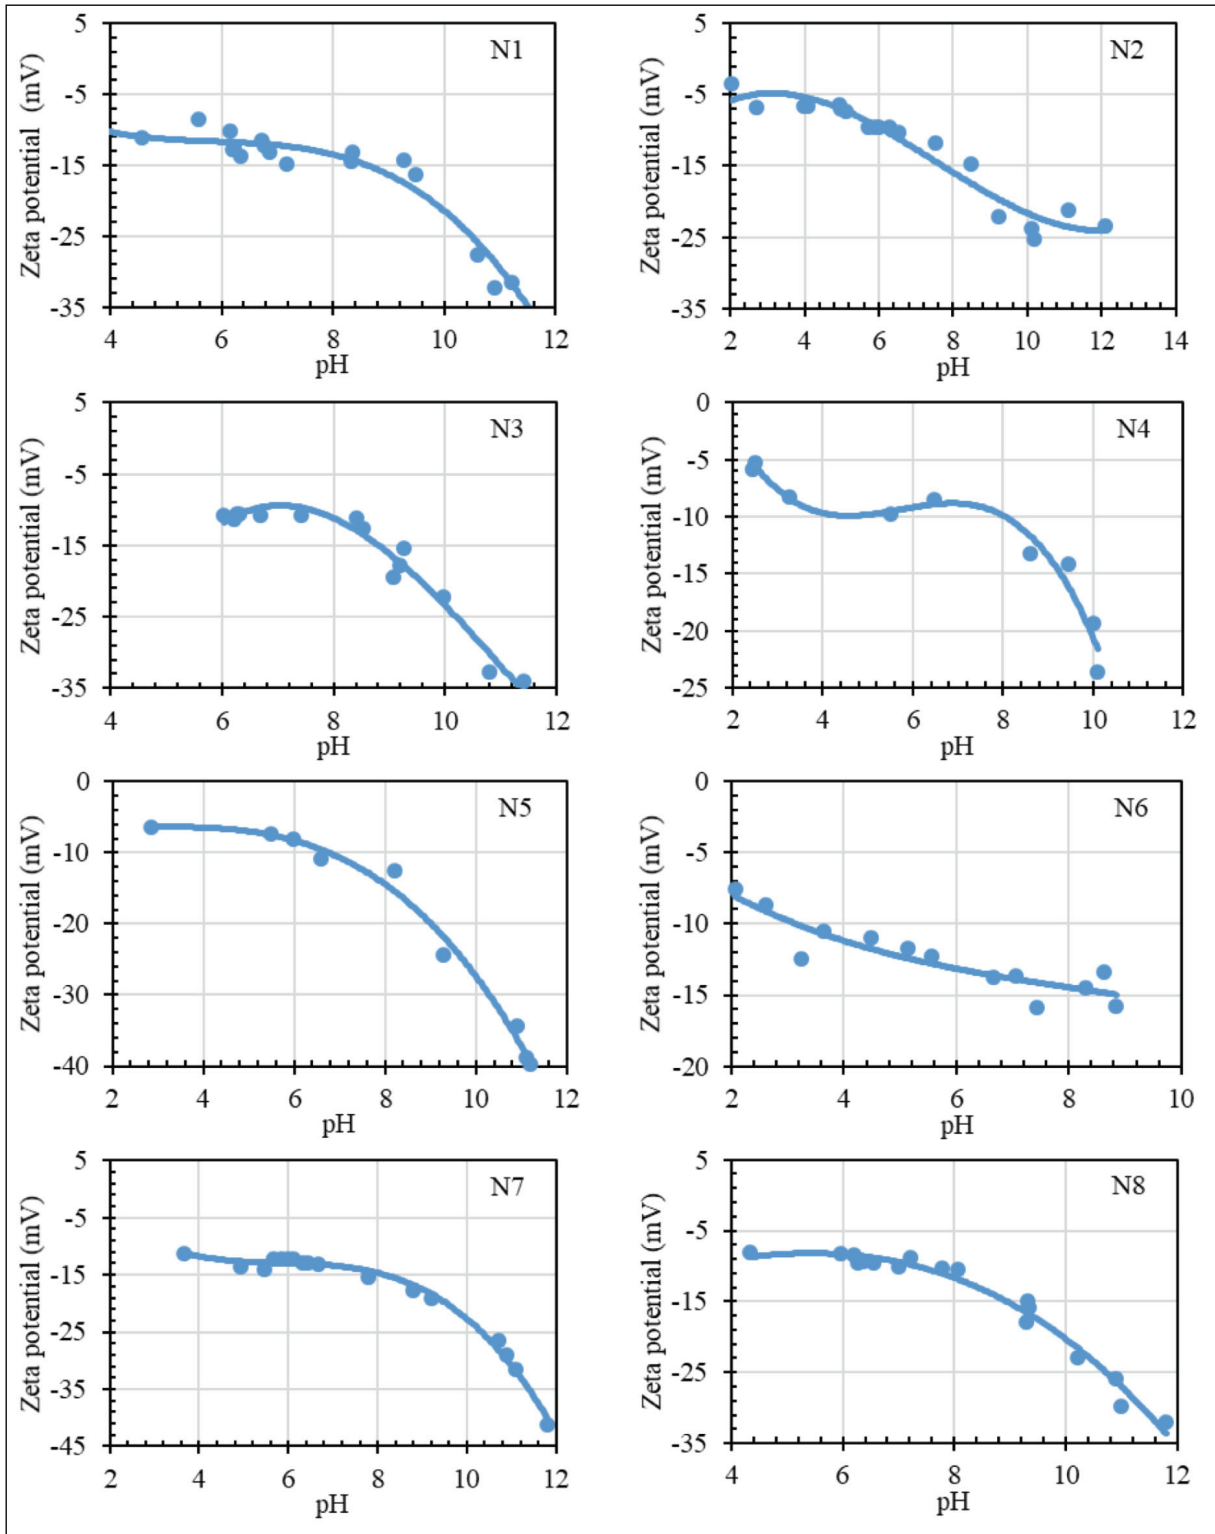 N1
Zeta potential (mV)
5
-5
-15
-25
-35
4 6 8 10 12
pH
N2
Zeta potential (mV)
5
-5
-15
-25
-35
2 4 6 8 10 12 14
pH
N3
Zeta potential (mV)
5
-5
-15
-25
-35
4 6 8 10 12
pH
N4
Zeta potential (mV)
0
-5
-10
-15
-20
-25
2 4 6 8 10 12
pH
N5
Zeta potential (mV)
0
-10
-20
-30
-40
2 4 6 8 10 12
pH
N6
Zeta potential (mV)
0
-5
-10
-15
-20
2 4 6 8 10
pH
N7
Zeta potential (mV)
5
-5
-15
-25
-35
-45
2 4 6 8 10 12
pH
N8
Zeta potential (mV)
5
-5
-15
-25
-35
4 6 8 10 12
pH